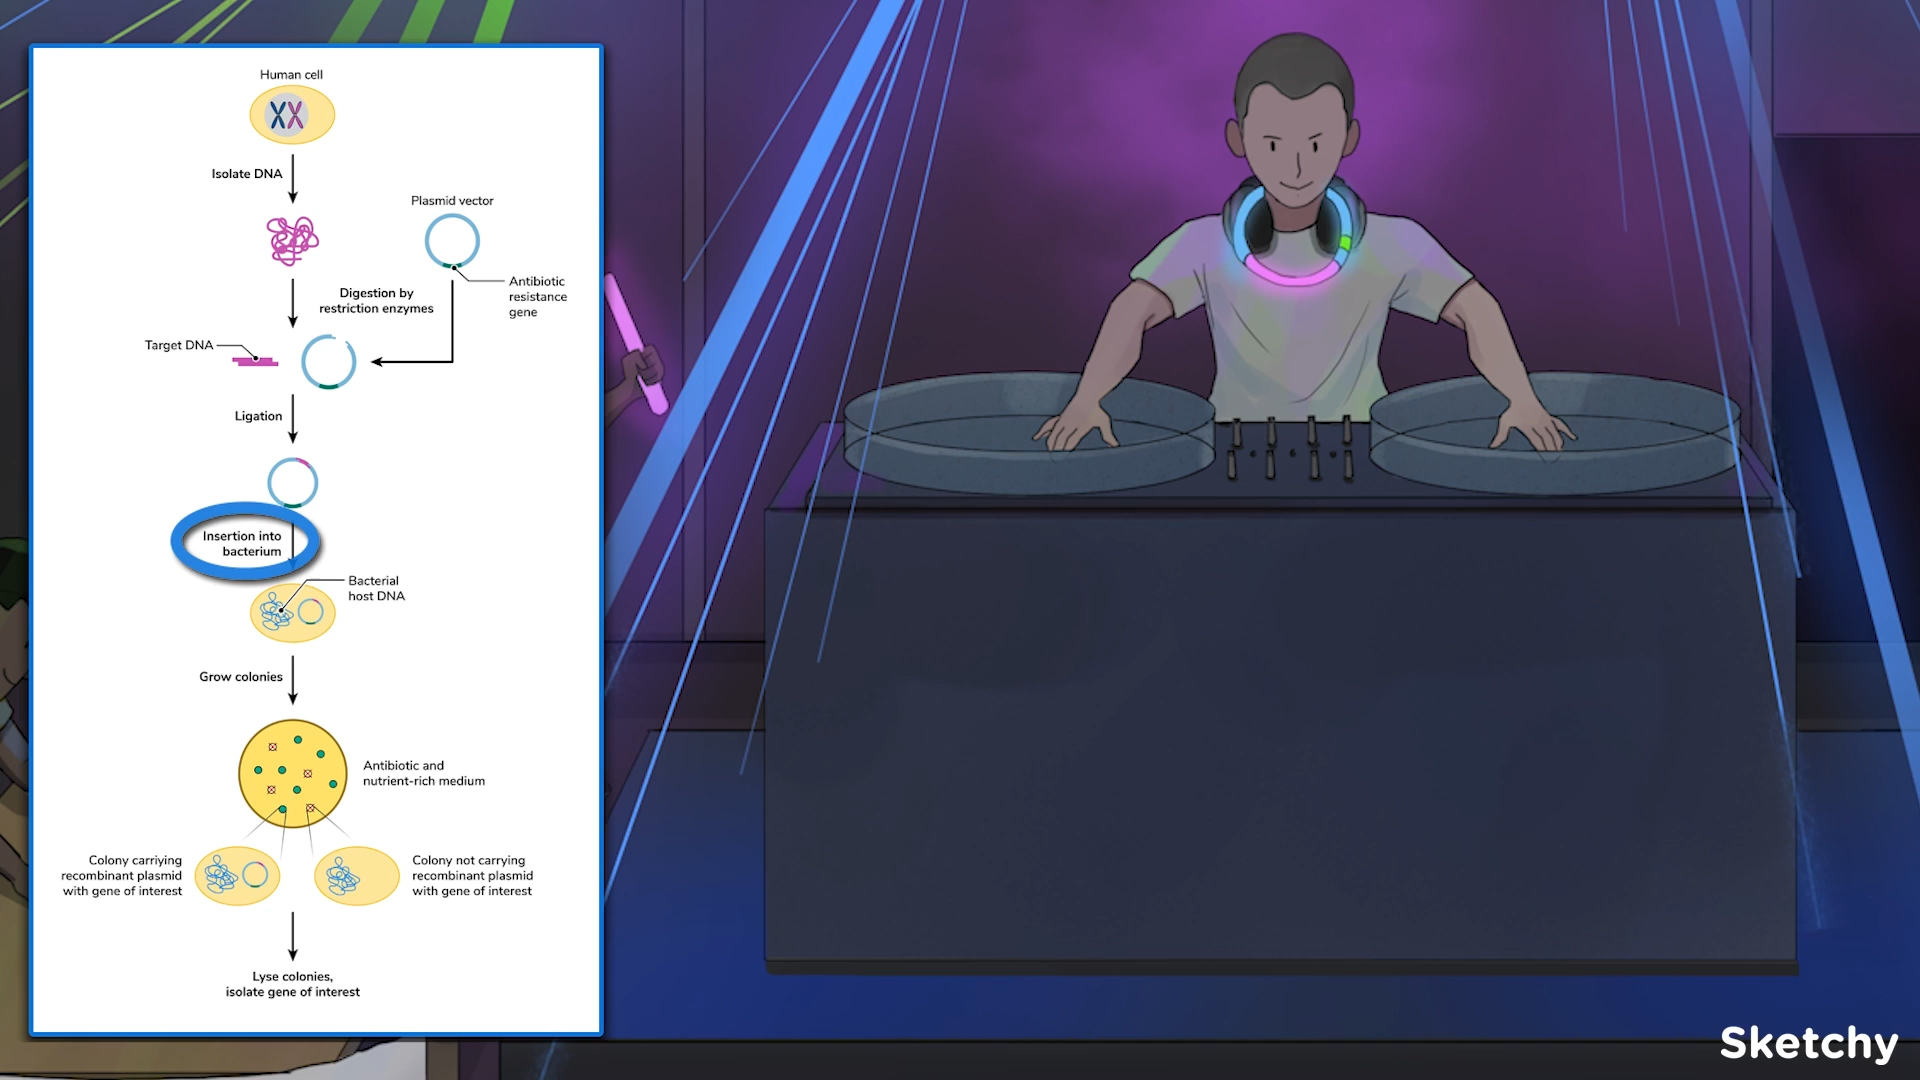 Human cell
Isolate DNA
Plasmid vector
Antibiotic
resistance
gene
Digestion by
restriction enzymes
Target DNA
Ligation
Insertion into
bacterium
Bacterial
host DNA
Grow colonies
Antibiotic and
nutrient-rich medium
Colony carriying
recombinant plasmid
with gene of interest
Colony not carrying
recombinant plasmid
with gene of interest
Lyse colonies,
isolate gene of interest
Sketchy